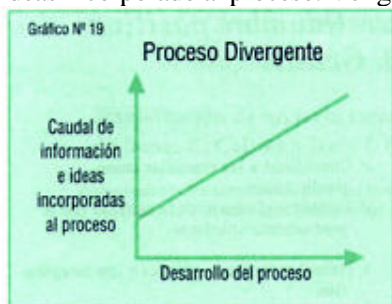 Gráfico Nº 19
Proceso Divergente
Caudal de
información
e ideas
incorporadas
al proceso
Desarrollo del proceso